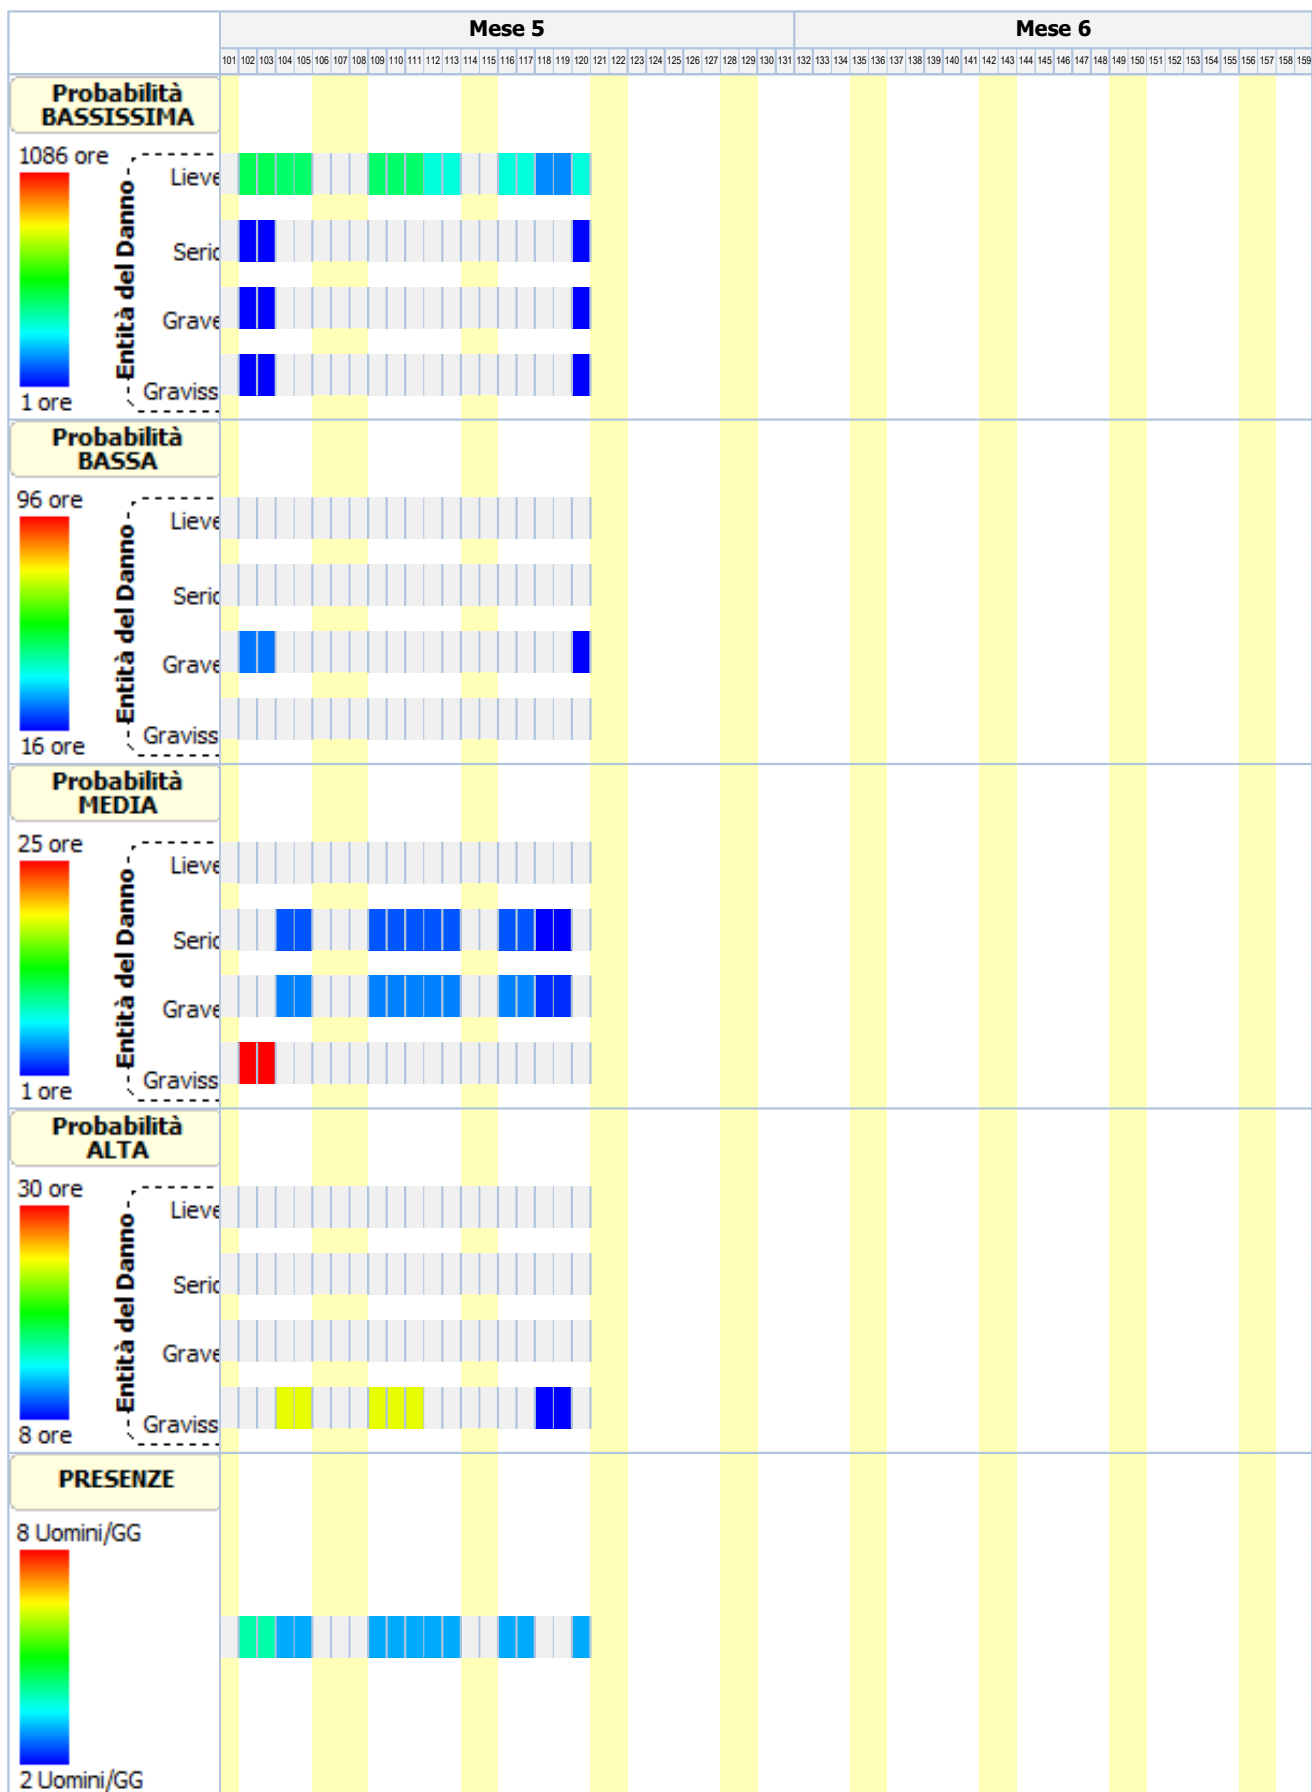 Mese 5 Mese 6
101 102 103 104 105 106 107 108 109 110 111 112 113 114 115 116 117 118 119 120 121 122 123 124 125 126 127 128 129 130 131 132 133 134 135 136 137 138 139 140 141 142 143 144 145 146 147 148 149 150 151 152 153 154 155 156 157 158 159
Probabilità
BASSISSIMA
1086 ore
Entità del Danno
Lieve
Seric
Grave
Graviss
1 ore
Probabilità
BASSA
96 ore
Entità del Danno
Lieve
Seric
Grave
Graviss
16 ore
Probabilità
MEDIA
25 ore
Entità del Danno
Lieve
Seric
Grave
Graviss
1 ore
Probabilità
ALTA
30 ore
Entità del Danno
Lieve
Seric
Grave
Graviss
8 ore
PRESENZE
8 Uomini/GG
2 Uomini/GG